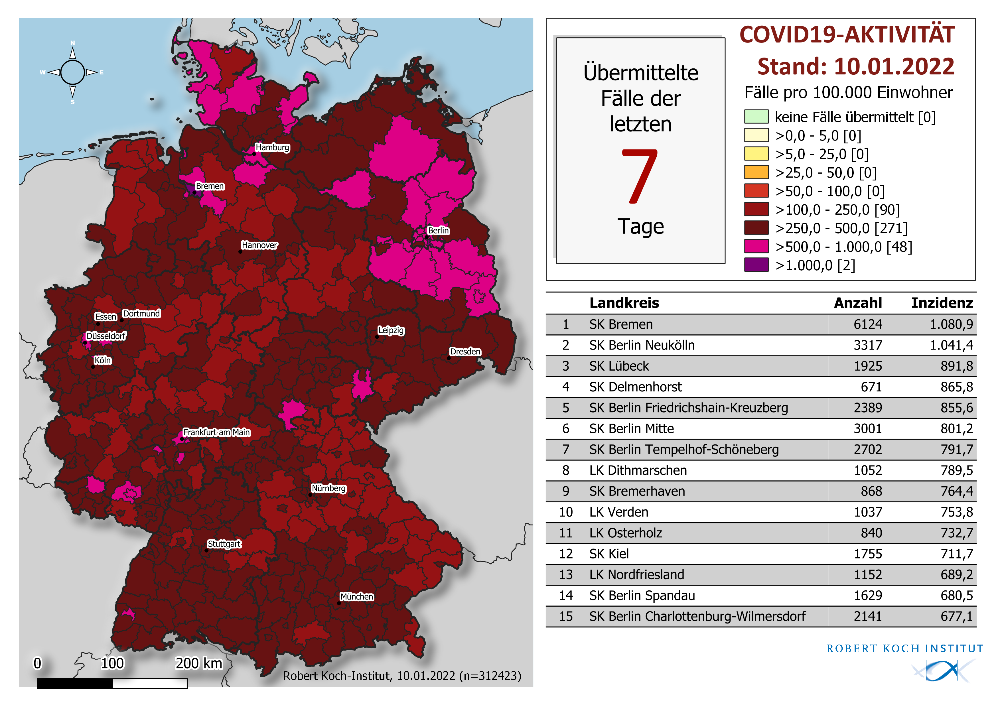 N
W
E
S
Hamburg
Bremen
Berlin
Hannover
Essen
Dortmund
Düsseldorf
Leipzig
Dresden
Köln
Frankfurt am Main
Nürnberg
Stuttgart
München
0 100 200 km
Robert Koch-Institut, 10.01.2022 (n=312423)
Übermittelte
Fälle der
letzten
7
Tage
COVID19-AKTIVITÄT
Stand: 10.01.2022
Fälle pro 100.000 Einwohner
keine Fälle übermittelt [0]
>0,0 - 5,0 [0]
>5,0 - 25,0 [0]
>25,0 - 50,0 [0]
>50,0 - 100,0 [0]
>100,0 - 250,0 [90]
>250,0 - 500,0 [271]
>500,0 - 1.000,0 [48]
>1.000,0 [2]
Landkreis Anzahl Inzidenz
1 SK Bremen 6124 1.080,9
2 SK Berlin Neukölln 3317 1.041,4
3 SK Lübeck 1925 891,8
4 SK Delmenhorst 671 865,8
5 SK Berlin Friedrichshain-Kreuzberg 2389 855,6
6 SK Berlin Mitte 3001 801,2
7 SK Berlin Tempelhof-Schöneberg 2702 791,7
8 LK Dithmarschen 1052 789,5
9 SK Bremerhaven 868 764,4
10 LK Verden 1037 753,8
11 LK Osterholz 840 732,7
12 SK Kiel 1755 711,7
13 LK Nordfriesland 1152 689,2
14 SK Berlin Spandau 1629 680,5
15 SK Berlin Charlottenburg-Wilmersdorf 2141 677,1
ROBERT KOCH INSTITUT